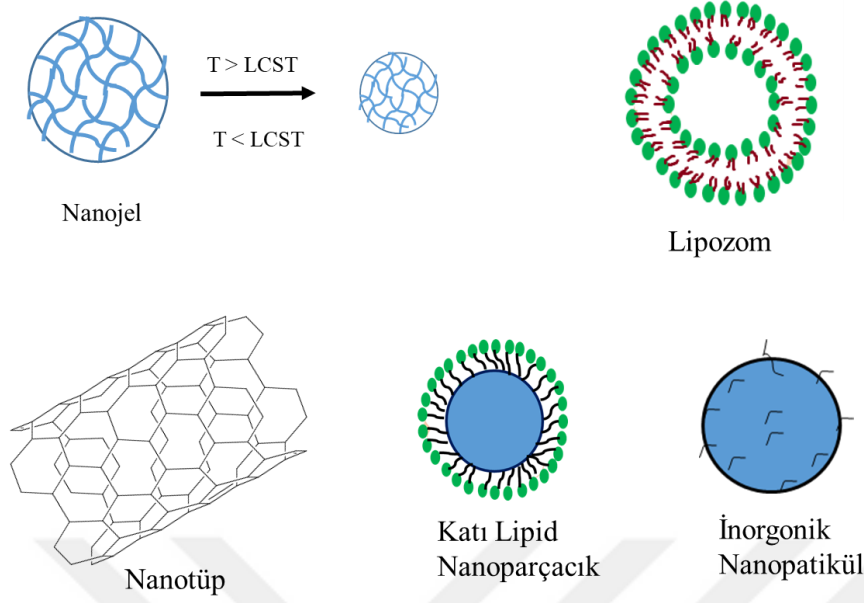 T > LCST
T < LCST
Nanojel
Lipozom
Nanotüp
Katı Lipid
Nanoparçacık
İnorgonik
Nanopatikül